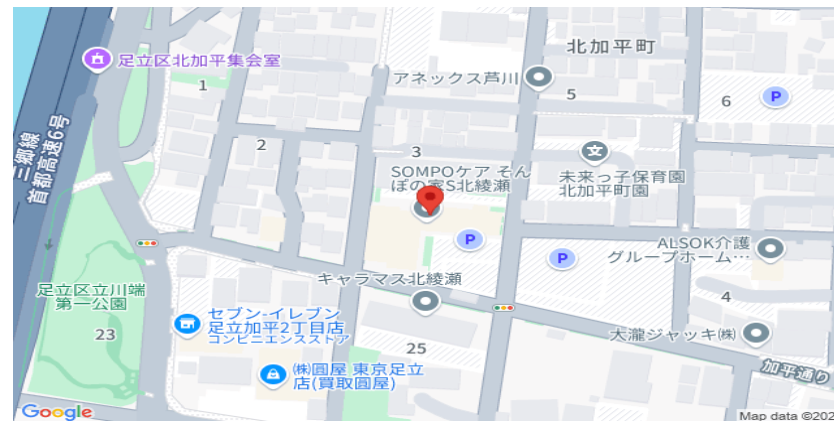 北加平町
足立区北加平集会室
三郷線
首都高速6号
アネックス芦川
1
5
6
P
2
3
SOMPOケア そん
ぽの家S北綾瀬
未来っ子保育園
北加平町園
P
P
ALSOK介護
グループホーム…
足立区立川端
第一公園
23
キャラマス北綾瀬
4
セブン-イレブン
足立加平2丁目店
コンビニエンスストア
大瀧ジャッキ㈱
25
㈱圓屋 東京足立
店(買取圓屋)
加平通り
Google
Map data ©202